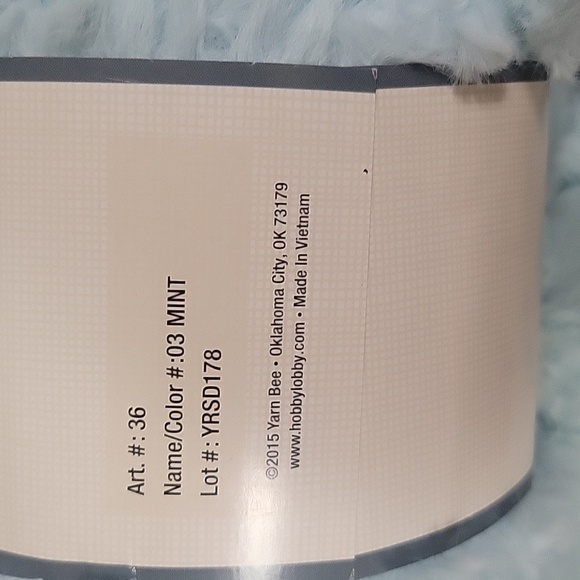 Art. #: 36
Name/Color #:03 MINT
Lot #: YRSD178
©2015 Yarn Bee • Oklahoma City, OK 73179
www.hobbylobby.com • Made In Vietnam